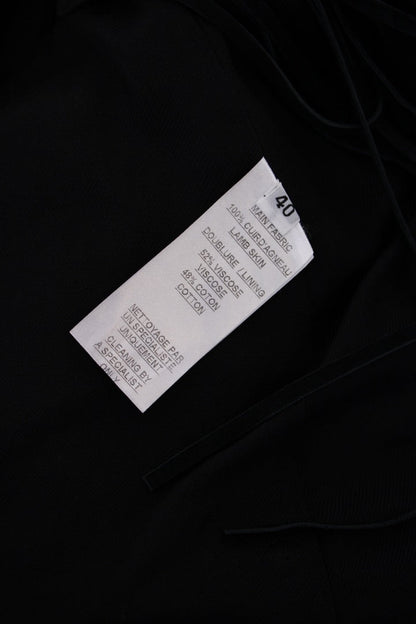 40
MAIN FABRIC
100% CUIR D'AGNEAU
LAMB SKIN
DOUBLURE / LINING
52% VISCOSE
VISCOSE
48% COTON
COTTON
NETTOYAGE PAR
UN SPECIALISTE
UNIQUEMENT
CLEANING BY
A SPECIALIST
ONLY